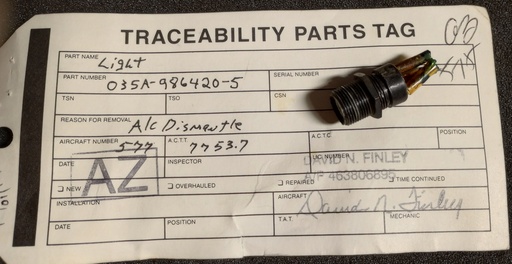 TRACEABILITY PARTS TAG
PART NAME Light
PART NUMBER 035A-986420-5 SERIAL NUMBER
TSN TSO CSN
REASON FOR REMOVAL A/C Dismantle
AIRCRAFT NUMBER 577 A.C.T.T. 7753.7 A.C.T.C. POSITION
DATE AZ INSPECTOR LIC NUMBER DAVID N. FINLEY
A/P 463806895
NEW OVERHAULED REPAIRED TIME CONTINUED
INSTALLATION AIRCRAFT David N. Finley
DATE POSITION T.A.T. MECHANIC